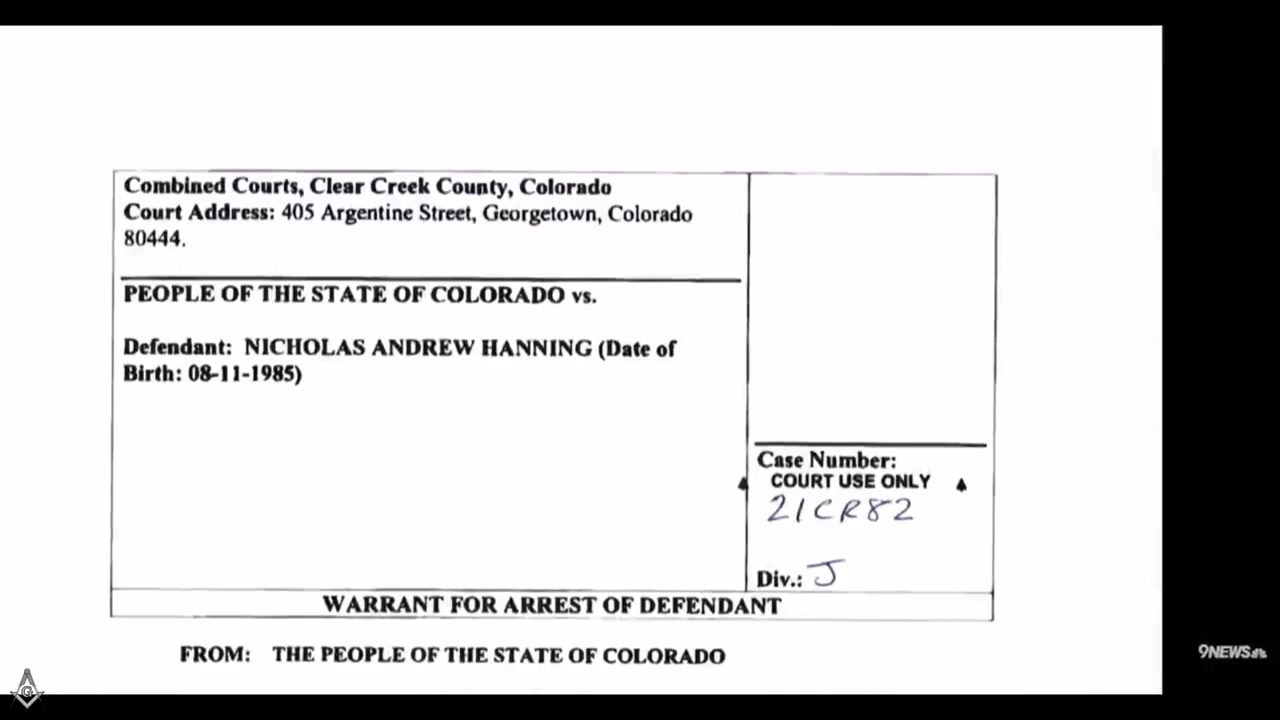 Combined Courts, Clear Creek County, Colorado
Court Address: 405 Argentine Street, Georgetown, Colorado
80444.
PEOPLE OF THE STATE OF COLORADO vs.
Defendant: NICHOLAS ANDREW HANNING (Date of
Birth: 08-11-1985)
Case Number:
COURT USE ONLY
21CR82
Div.: J
WARRANT FOR ARREST OF DEFENDANT
FROM: THE PEOPLE OF THE STATE OF COLORADO
9NEWS
G